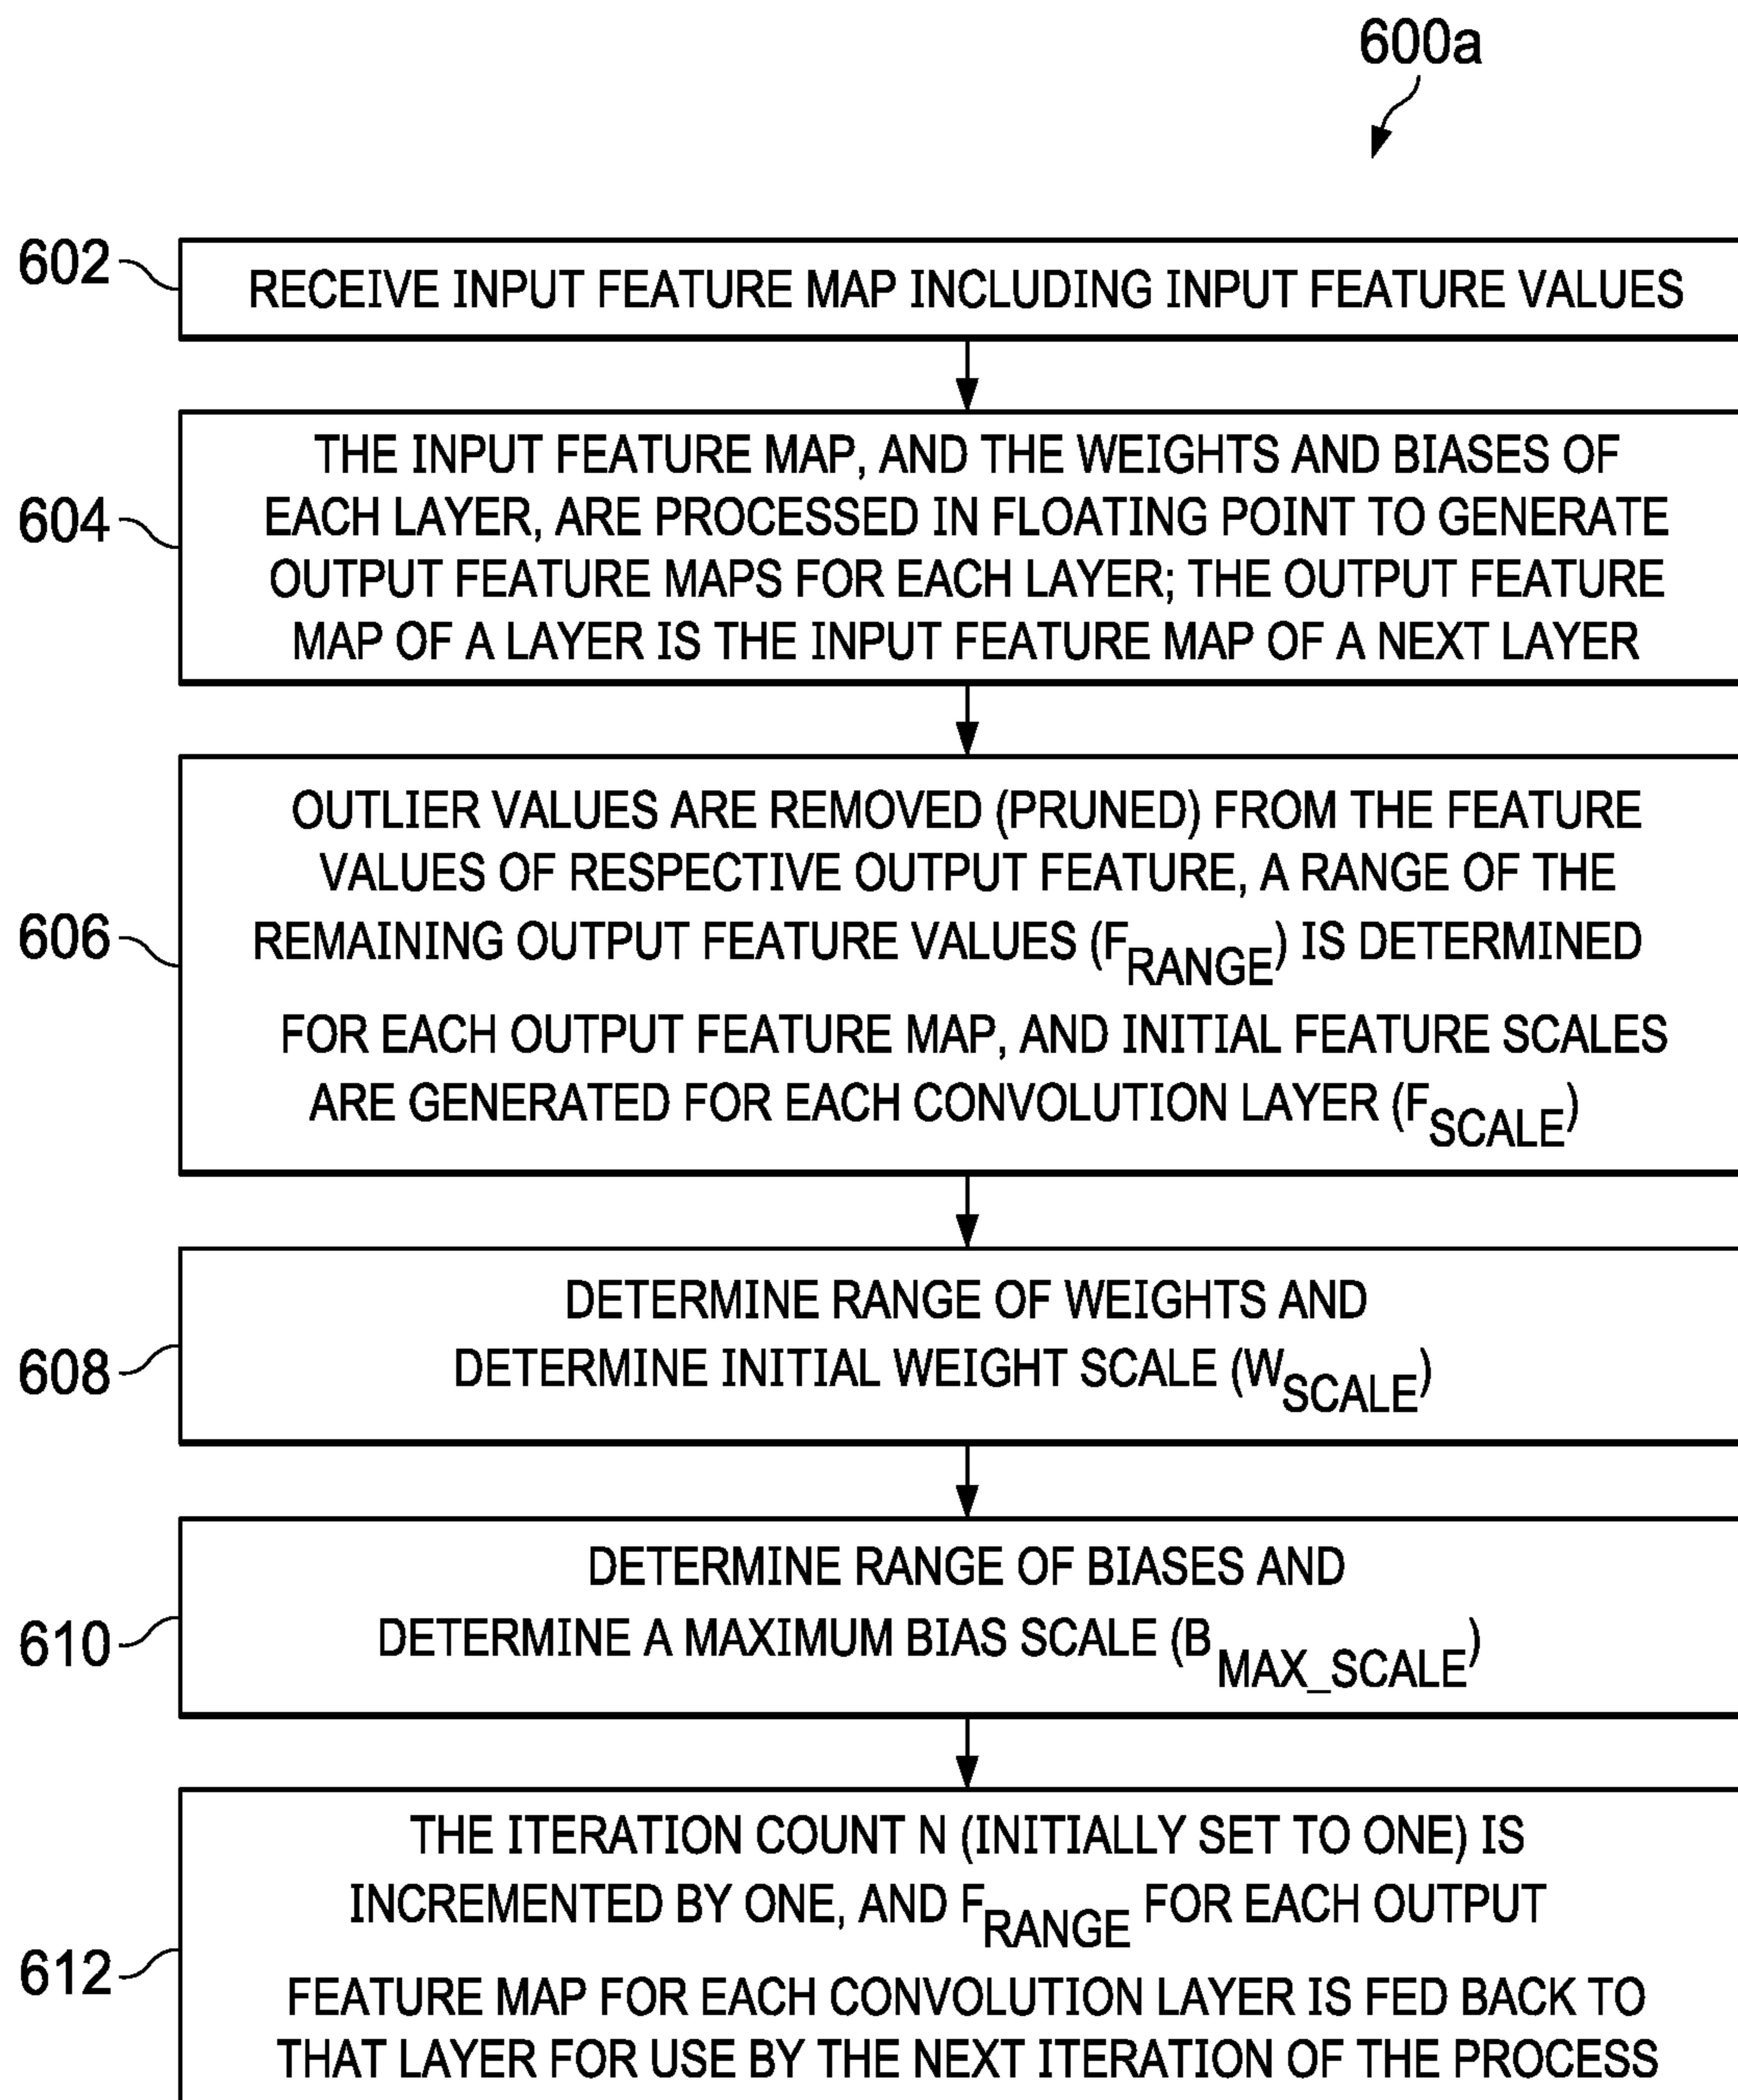 600a
602
RECEIVE INPUT FEATURE MAP INCLUDING INPUT FEATURE VALUES
604
THE INPUT FEATURE MAP, AND THE WEIGHTS AND BIASES OF
EACH LAYER, ARE PROCESSED IN FLOATING POINT TO GENERATE
OUTPUT FEATURE MAPS FOR EACH LAYER; THE OUTPUT FEATURE
MAP OF A LAYER IS THE INPUT FEATURE MAP OF A NEXT LAYER
606
OUTLIER VALUES ARE REMOVED (PRUNED) FROM THE FEATURE
VALUES OF RESPECTIVE OUTPUT FEATURE, A RANGE OF THE
REMAINING OUTPUT FEATURE VALUES (FRANGE) IS DETERMINED
FOR EACH OUTPUT FEATURE MAP, AND INITIAL FEATURE SCALES
ARE GENERATED FOR EACH CONVOLUTION LAYER (FSCALE)
608
DETERMINE RANGE OF WEIGHTS AND
DETERMINE INITIAL WEIGHT SCALE (WSCALE)
610
DETERMINE RANGE OF BIASES AND
DETERMINE A MAXIMUM BIAS SCALE (BMAX_SCALE)
612
THE ITERATION COUNT N (INITIALLY SET TO ONE) IS
INCREMENTED BY ONE, AND FRANGE FOR EACH OUTPUT
FEATURE MAP FOR EACH CONVOLUTION LAYER IS FED BACK TO
THAT LAYER FOR USE BY THE NEXT ITERATION OF THE PROCESS